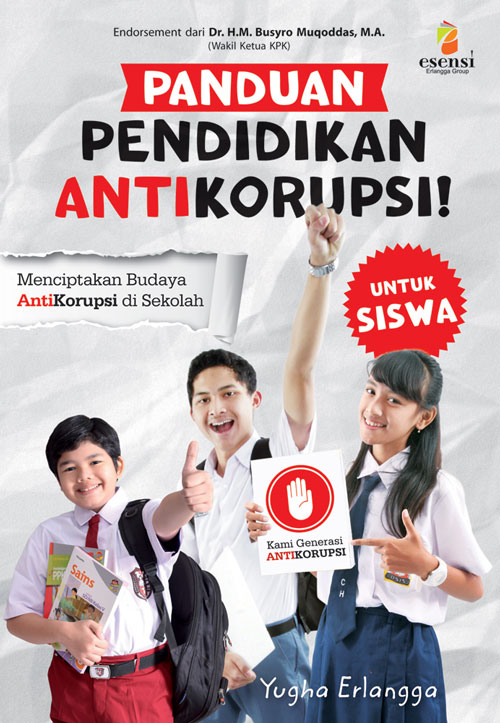 Endorsement dari Dr. H.M. Busyro Muqoddas, M.A.
(Wakil Ketua KPK)
esensi
Erlangga Group
PANDUAN
PENDIDIKAN
ANTIKORUPSI!
Menciptakan Budaya
AntiKorupsi di Sekolah
UNTUK
SISWA
Sains
Kami Generasi
ANTIKORUPSI
C
H
Yugha Erlangga